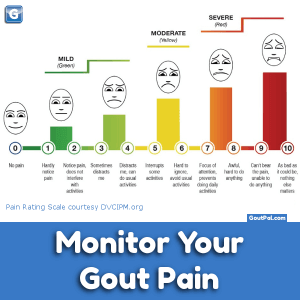 G
SEVERE
(Red)
MODERATE
(Yellow)
MILD
(Green)
0 1 2 3 4 5 6 7 8 9 10
No pain
Hardly
notice
pain
Notice pain,
does not
interfere
with
activities
Sometimes
distracts
me
Distracts
me, can
do usual
activities
Interrupts
some
activities
Hard to
ignore,
avoid usual
activities
Focus of
attention,
prevents
doing daily
activities
Awful,
hard to do
anything
Can't bear
the pain,
unable to
do anything
As bad as
it could be,
nothing
else
matters
Pain Rating Scale courtesy DVCIPM.org
GoutPal.com
Monitor Your
Gout Pain